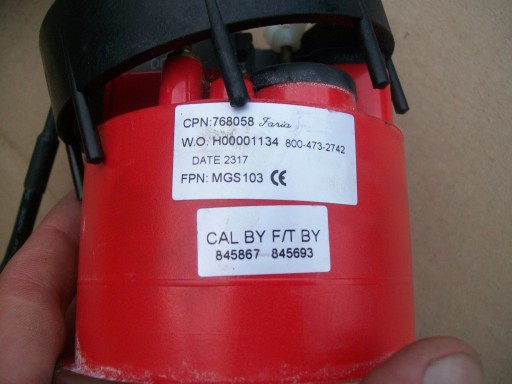 CPN:768058 Faria
W.O. H00001134 800-473-2742
DATE 2317
FPN: MGS103 CE
CAL BY F/T BY
845867 845693